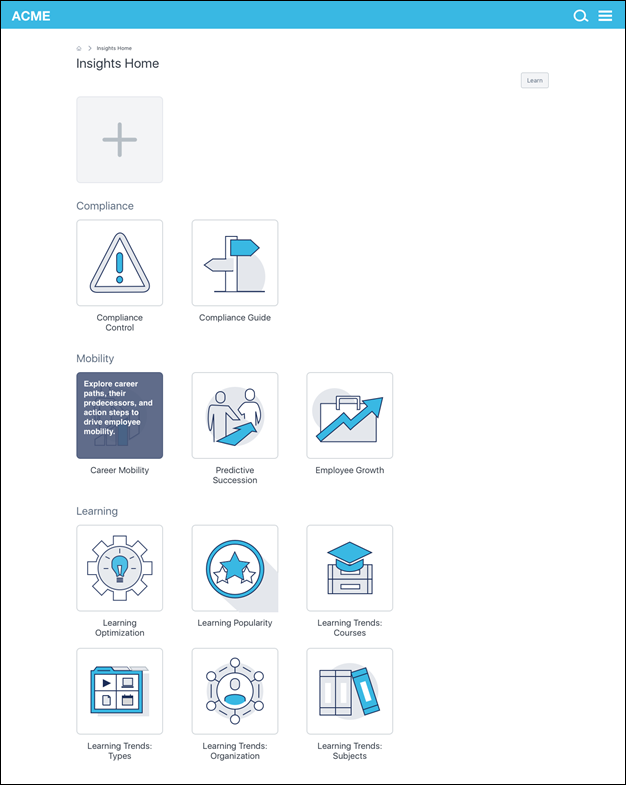 ACME
Insights Home
Insights Home
Learn
Compliance
Compliance
Control
Compliance Guide
Mobility
Explore career
paths, their
predecessors, and
action steps to
drive employee
mobility.
Career Mobility
Predictive
Succession
Employee Growth
Learning
Learning
Optimization
Learning Popularity
Learning Trends:
Courses
Learning Trends:
Types
Learning Trends:
Organization
Learning Trends:
Subjects